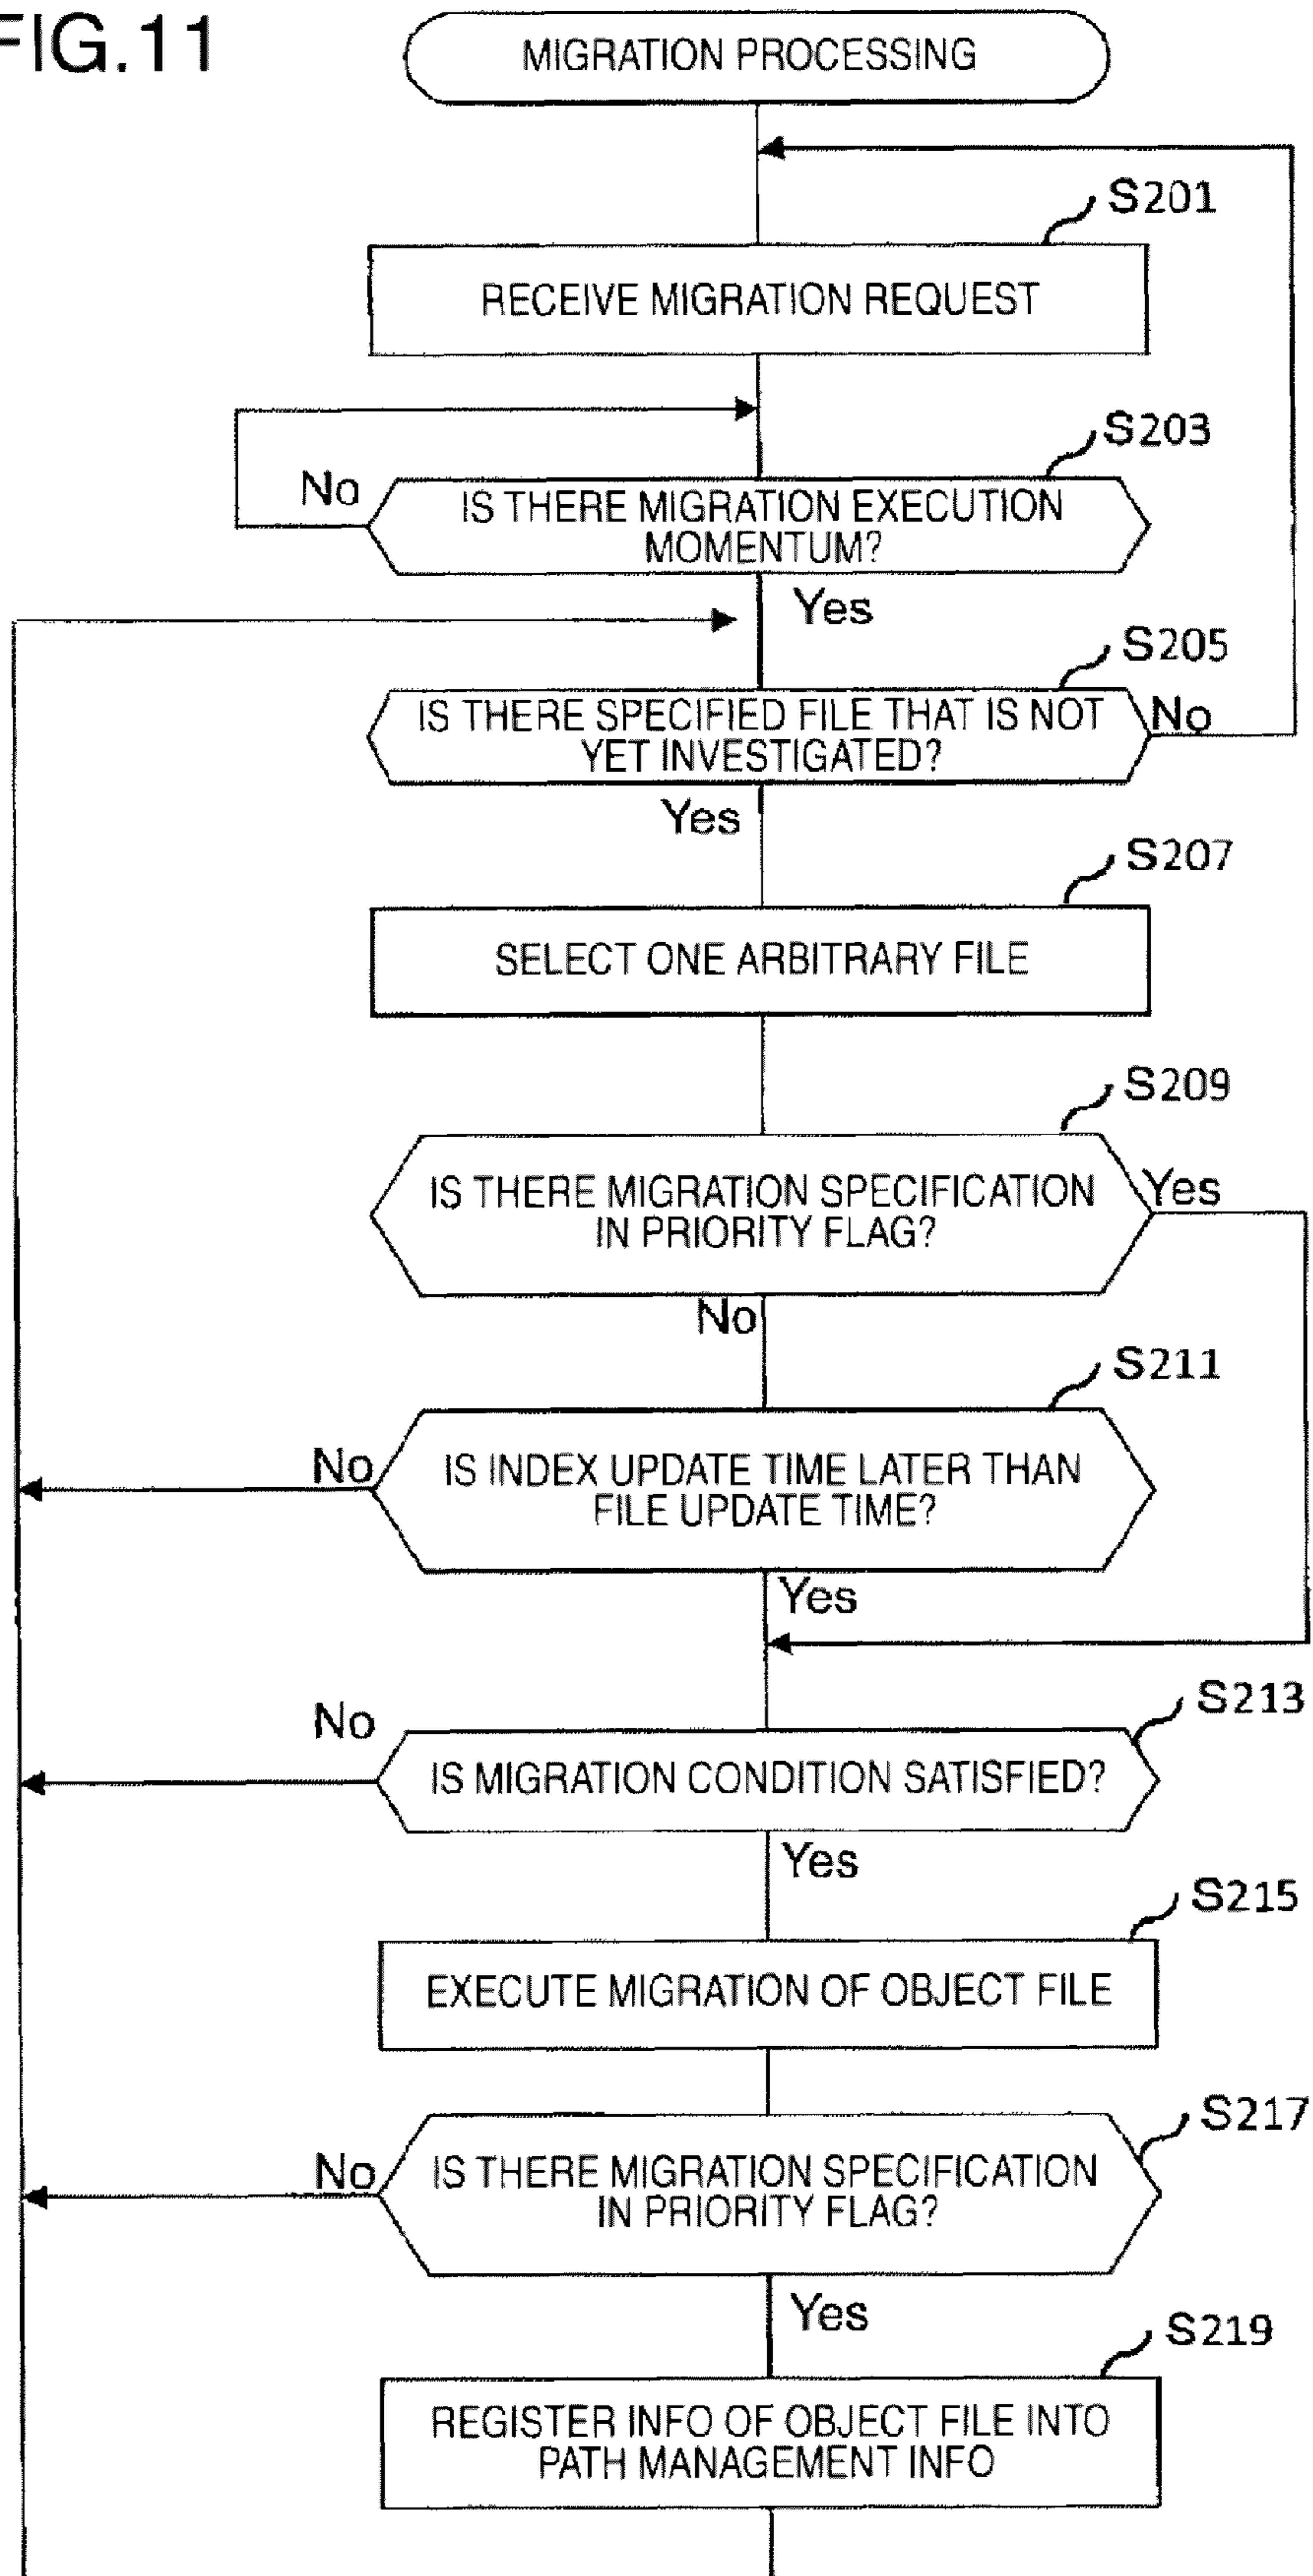 FIG.11
MIGRATION PROCESSING
S201
RECEIVE MIGRATION REQUEST
S203
No
IS THERE MIGRATION EXECUTION
MOMENTUM?
Yes
S205
IS THERE SPECIFIED FILE THAT IS NOT
YET INVESTIGATED?
No
Yes
S207
SELECT ONE ARBITRARY FILE
S209
IS THERE MIGRATION SPECIFICATION
IN PRIORITY FLAG?
Yes
No
S211
No
IS INDEX UPDATE TIME LATER THAN
FILE UPDATE TIME?
Yes
S213
No
IS MIGRATION CONDITION SATISFIED?
Yes
S215
EXECUTE MIGRATION OF OBJECT FILE
S217
No
IS THERE MIGRATION SPECIFICATION
IN PRIORITY FLAG?
Yes
S219
REGISTER INFO OF OBJECT FILE INTO
PATH MANAGEMENT INFO